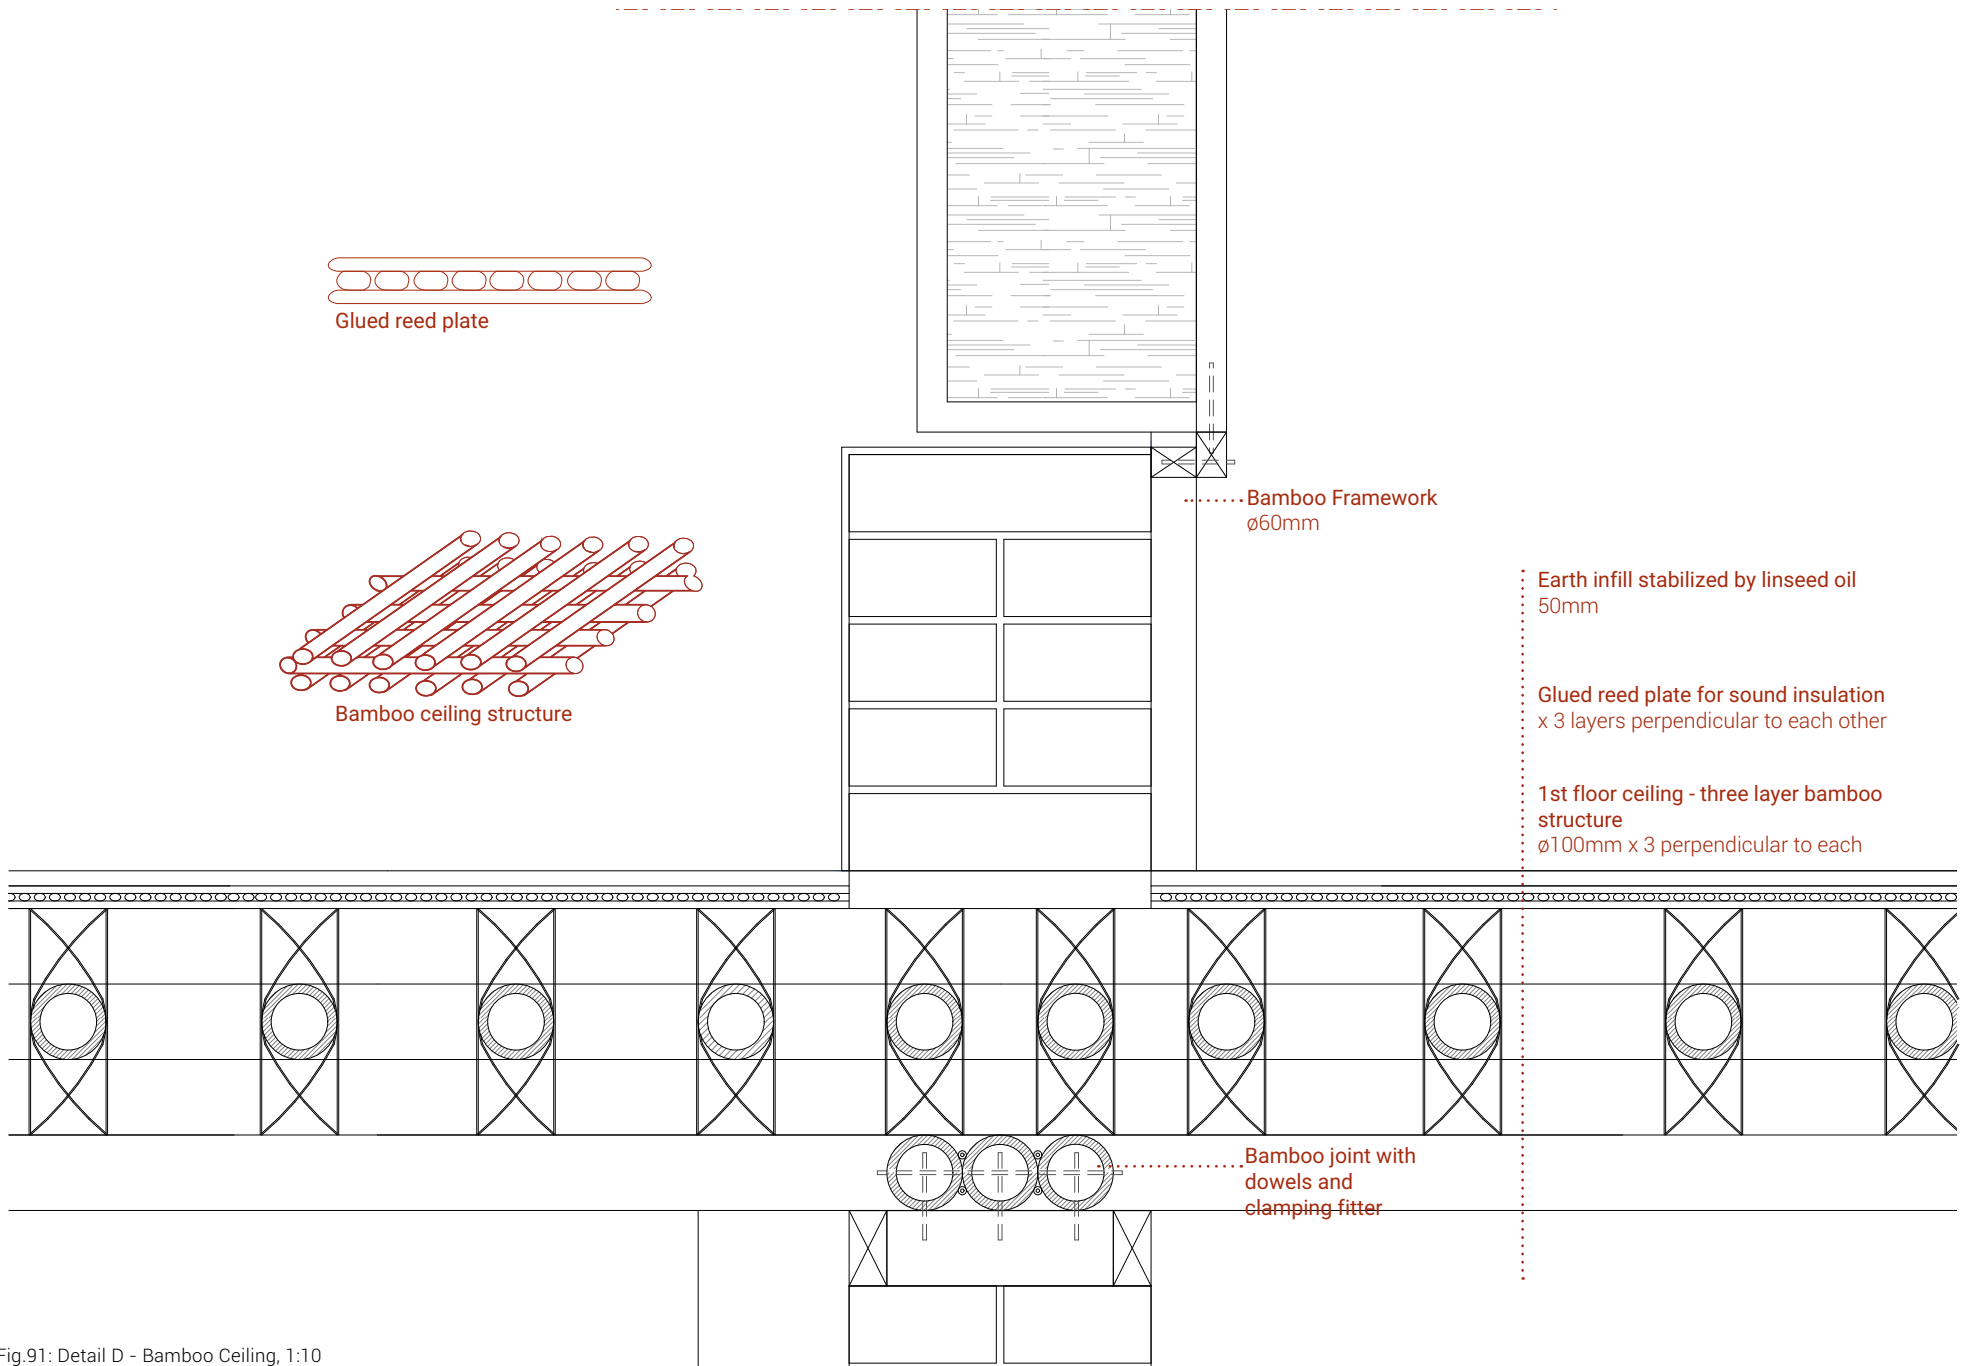 Glued reed plate
Bamboo ceiling structure
Bamboo Framework
ø60mm
Earth infill stabilized by linseed oil
50mm
Glued reed plate for sound insulation
x 3 layers perpendicular to each other
1st floor ceiling - three layer bamboo
structure
ø100mm x 3 perpendicular to each
Bamboo joint with
dowels and
clamping fitter
Fig.91: Detail D - Bamboo Ceiling, 1:10